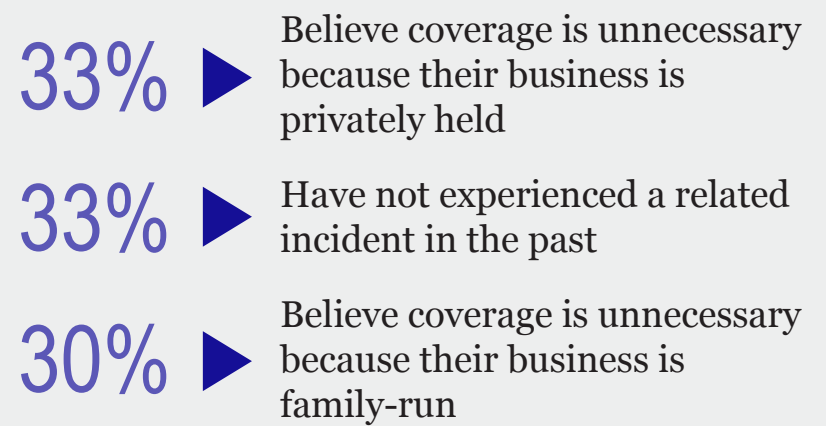 33%
Believe coverage is unnecessary
because their business is
privately held
33%
Have not experienced a related
incident in the past
30%
Believe coverage is unnecessary
because their business is
family-run